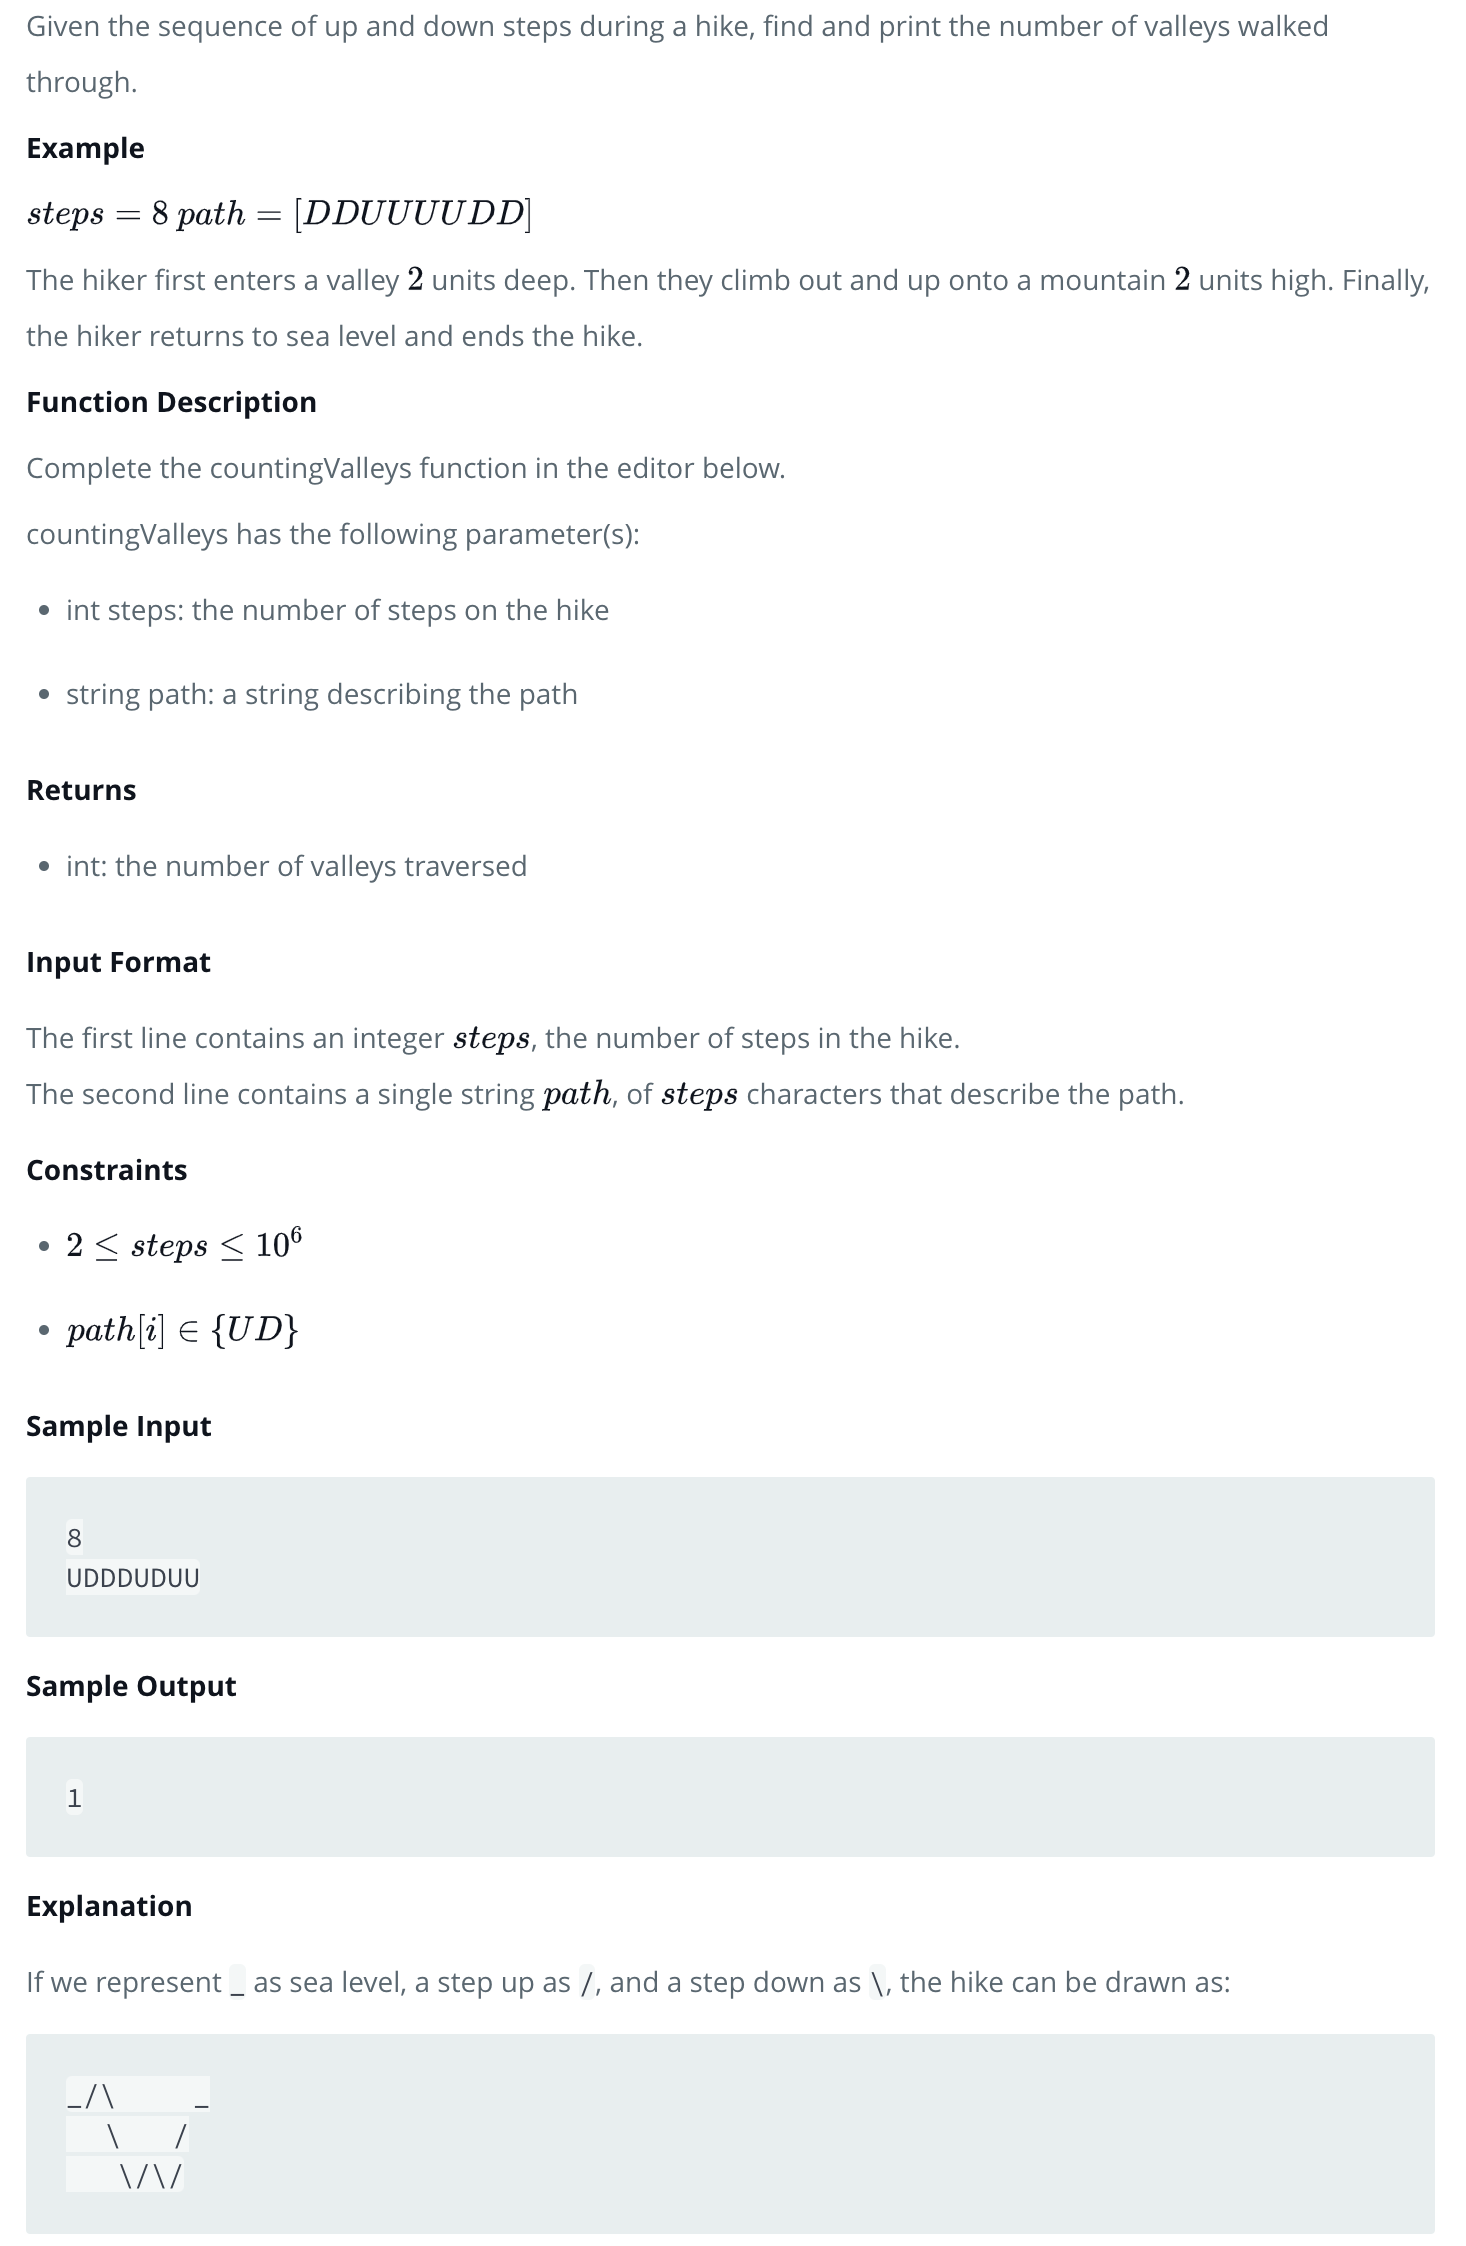 Given the sequence of up and down steps during a hike, find and print the number of valleys walked
through.
Example
steps = 8 path = [DDUUUUDD]
The hiker first enters a valley 2 units deep. Then they climb out and up onto a mountain 2 units high. Finally,
the hiker returns to sea level and ends the hike.
Function Description
Complete the countingValleys function in the editor below.
countingValleys has the following parameter(s):
• int steps: the number of steps on the hike
• string path: a string describing the path
Returns
• int: the number of valleys traversed
Input Format
The first line contains an integer steps, the number of steps in the hike.
The second line contains a single string path, of steps characters that describe the path.
Constraints
• 2 ≤ steps ≤ 10⁶
• path[i] ∈ {UD}
Sample Input
8
UDDDUDUU
Sample Output
1
Explanation
If we represent _ as sea level, a step up as /, and a step down as \, the hike can be drawn as:
_/\      _
   \    /
    \/\/